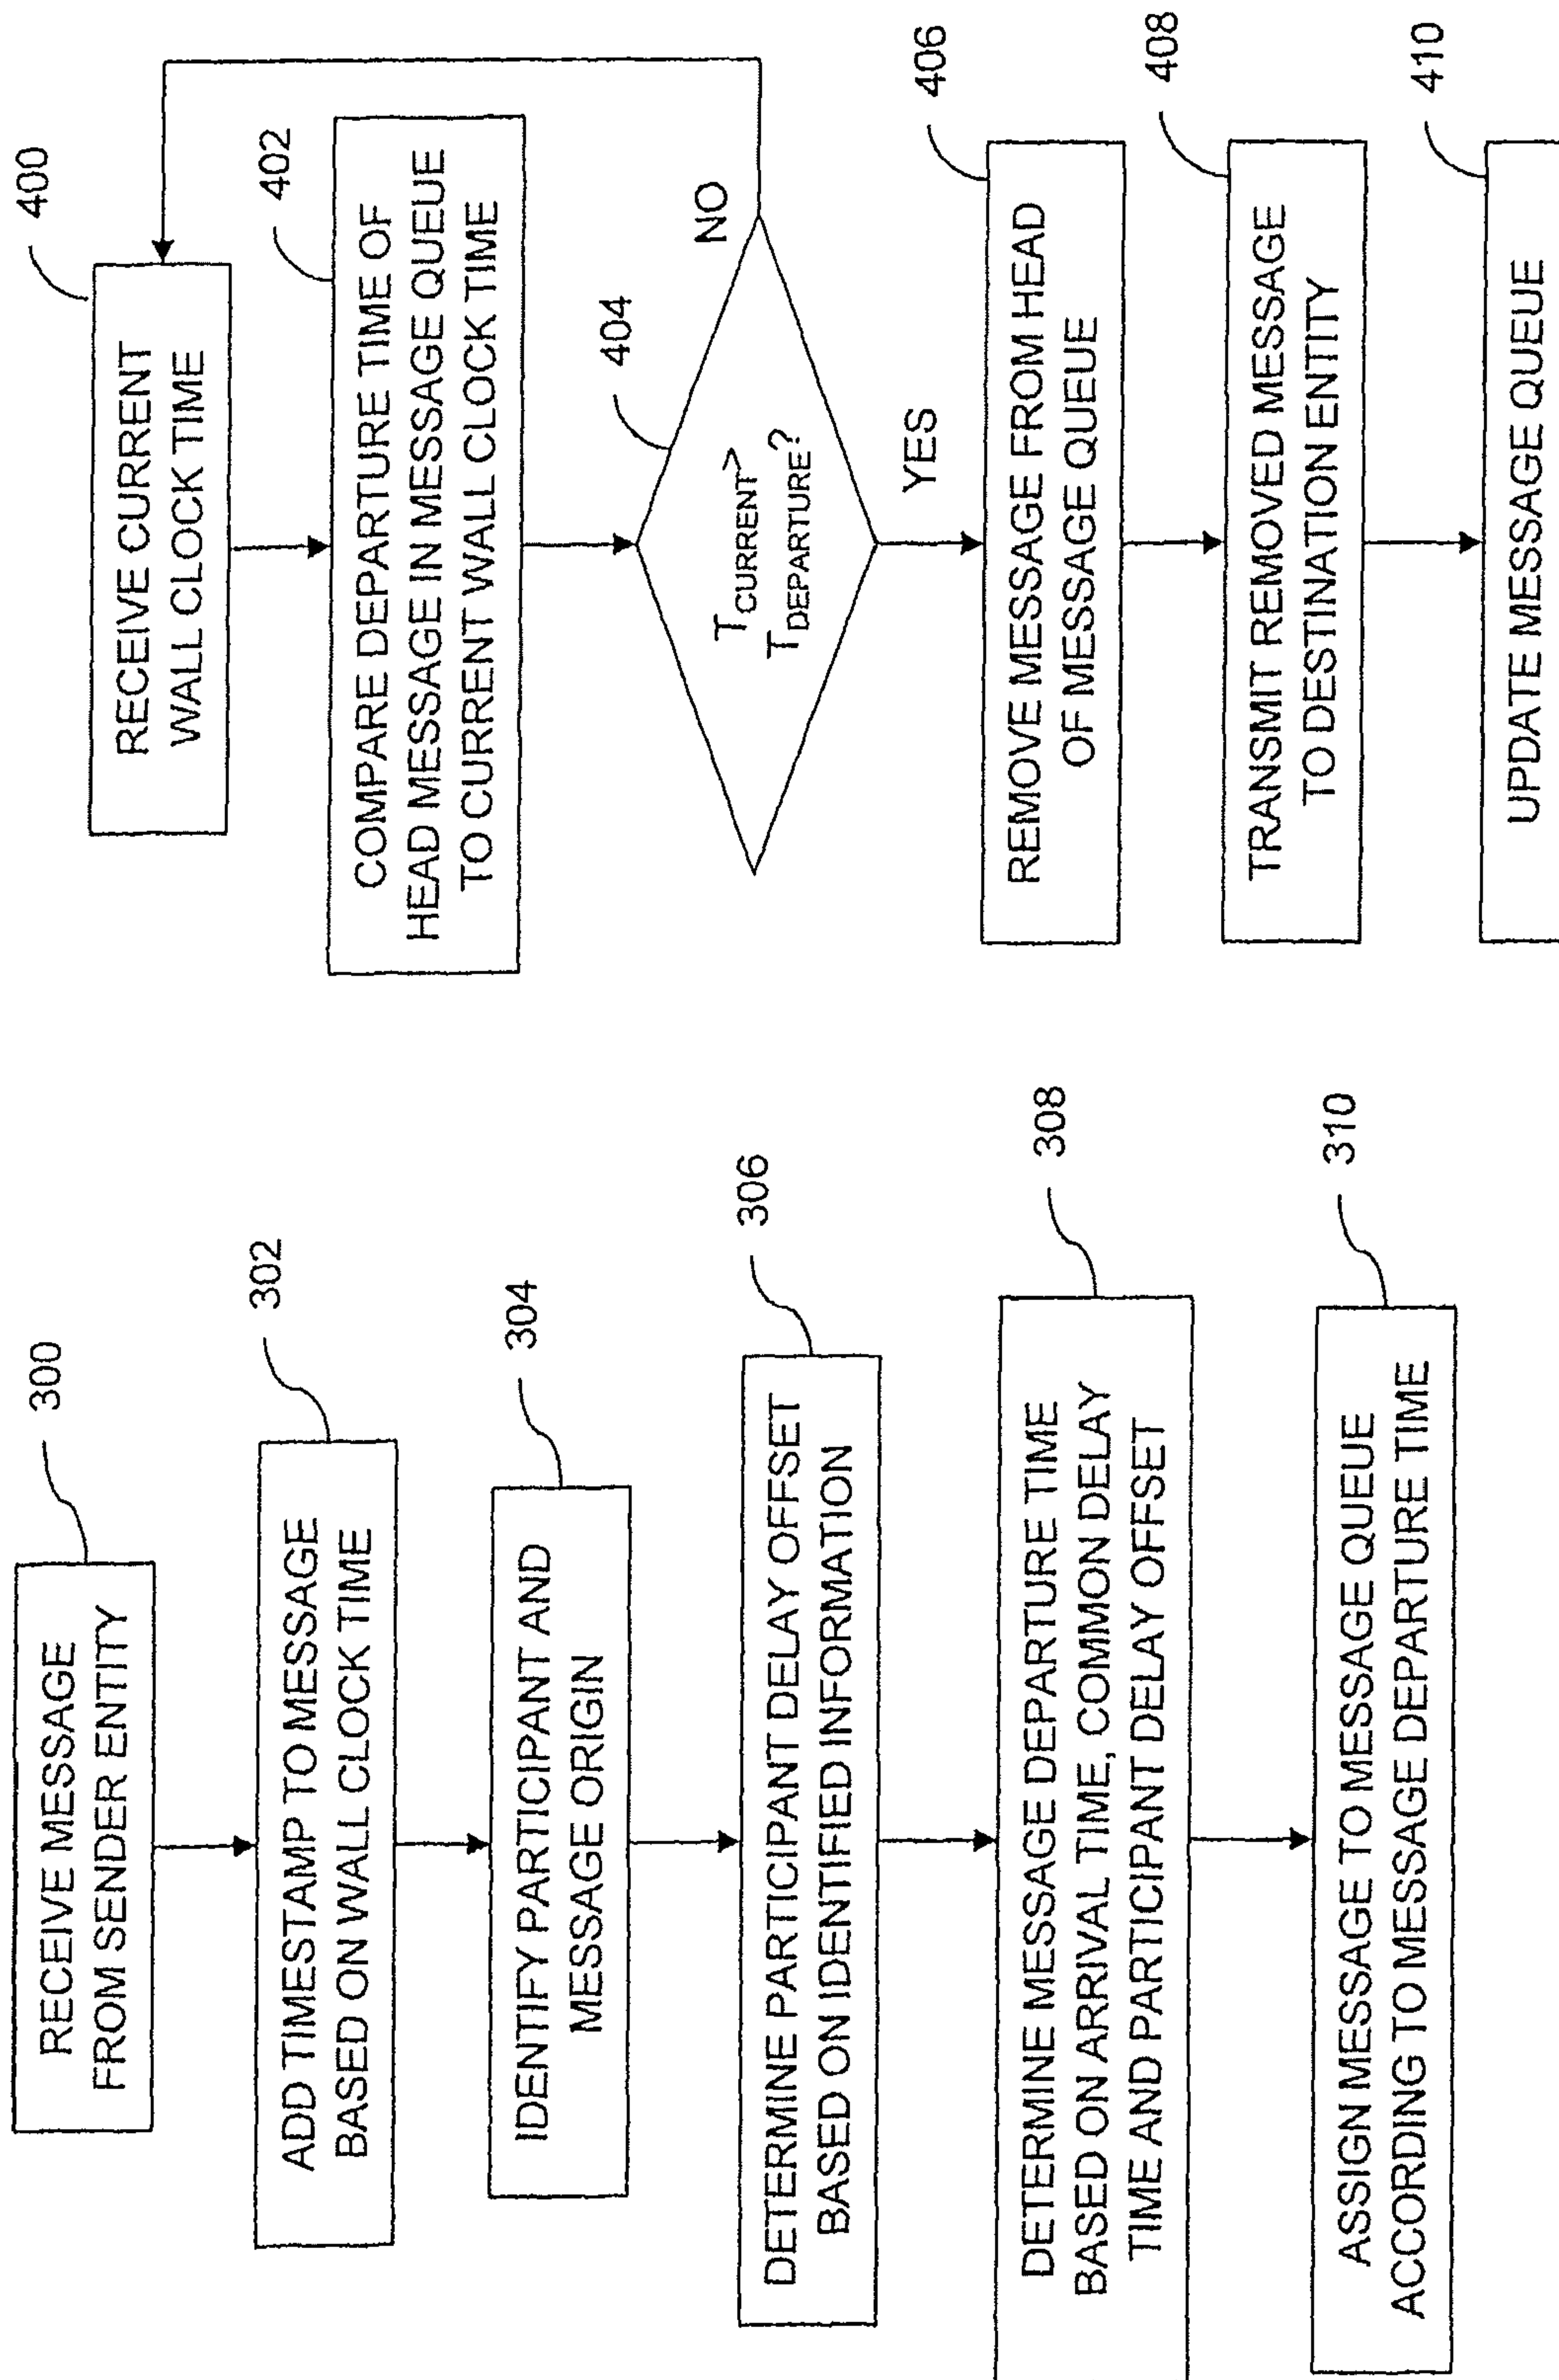 300
RECEIVE MESSAGE
FROM SENDER ENTITY
302
ADD TIMESTAMP TO MESSAGE
BASED ON WALL CLOCK TIME
304
IDENTIFY PARTICIPANT AND
MESSAGE ORIGIN
306
DETERMINE PARTICIPANT DELAY OFFSET
BASED ON IDENTIFIED INFORMATION
308
DETERMINE MESSAGE DEPARTURE TIME
BASED ON ARRIVAL TIME, COMMON DELAY
TIME AND PARTICIPANT DELAY OFFSET
310
ASSIGN MESSAGE TO MESSAGE QUEUE
ACCORDING TO MESSAGE DEPARTURE TIME
400
RECEIVE CURRENT
WALL CLOCK TIME
402
COMPARE DEPARTURE TIME OF
HEAD MESSAGE IN MESSAGE QUEUE
TO CURRENT WALL CLOCK TIME
404
NO
TCURRENT>
TDEPARTURE?
YES
406
REMOVE MESSAGE FROM HEAD
OF MESSAGE QUEUE
408
TRANSMIT REMOVED MESSAGE
TO DESTINATION ENTITY
410
UPDATE MESSAGE QUEUE